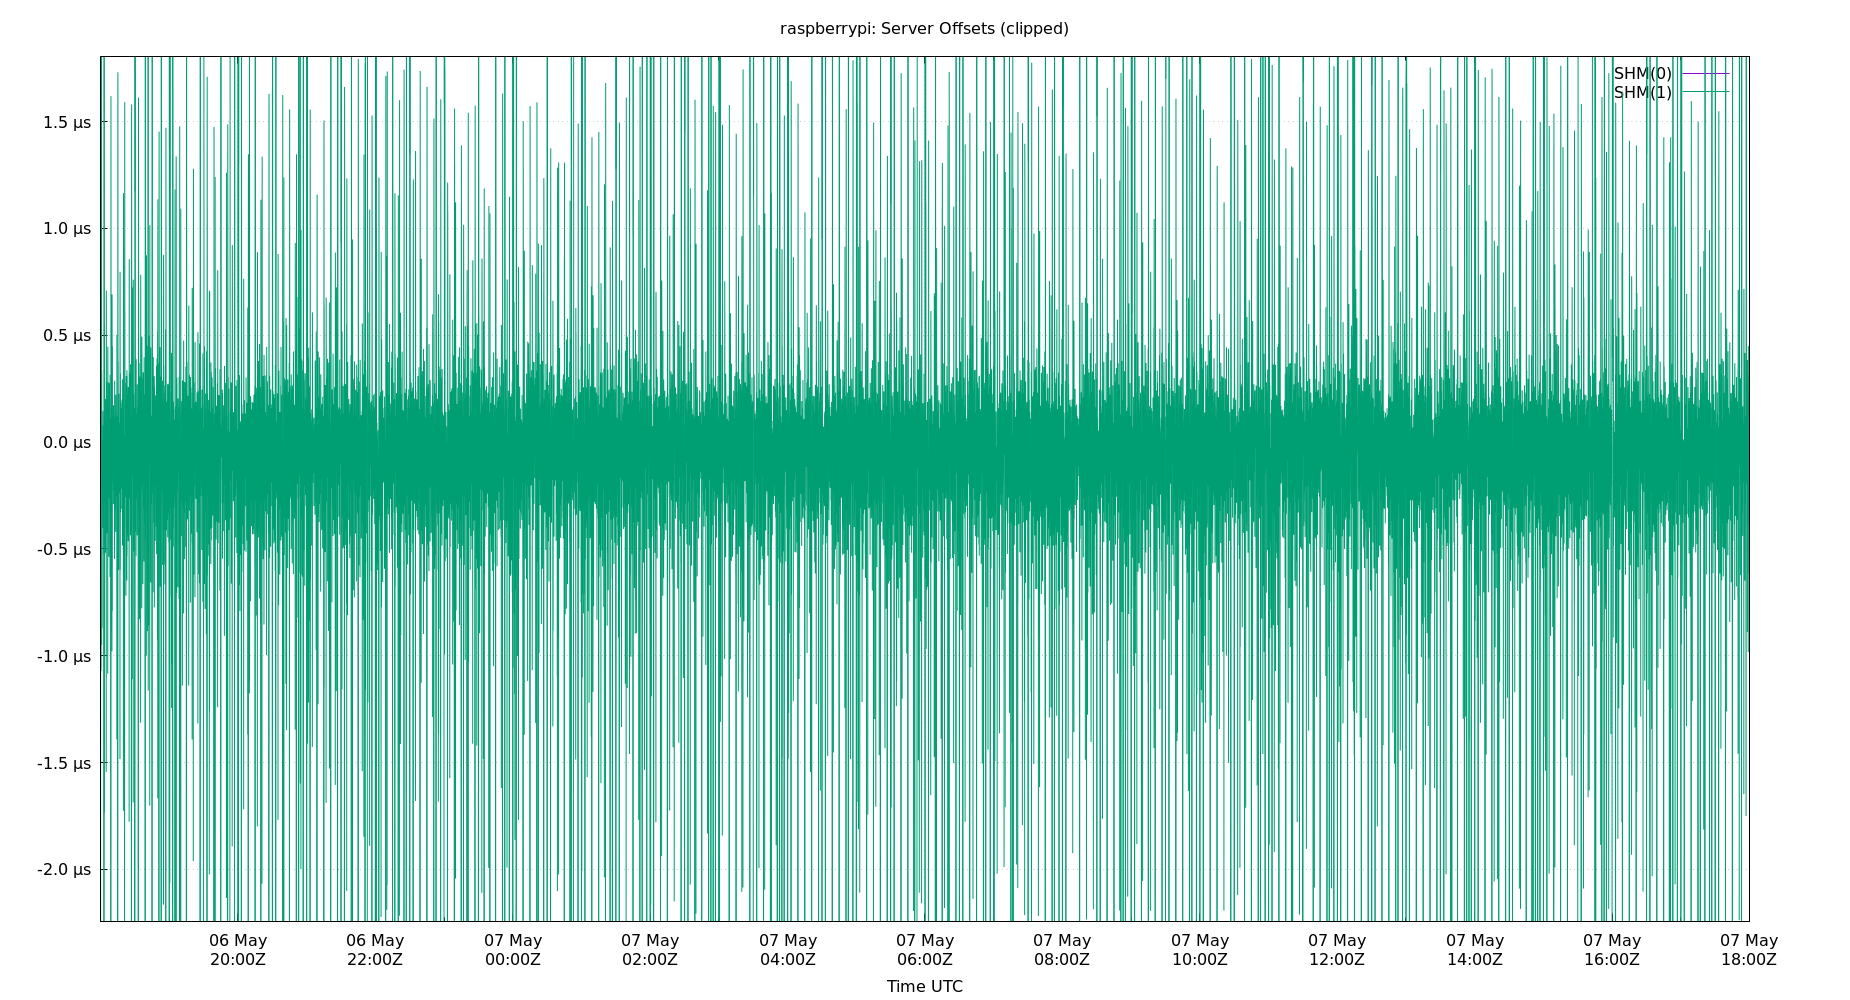 raspberrypi: Server Offsets (clipped)
SHM(0)
SHM(1)
1.5 µs
1.0 µs
0.5 µs
0.0 µs
-0.5 µs
-1.0 µs
-1.5 µs
-2.0 µs
06 May 06 May 07 May 07 May 07 May 07 May 07 May 07 May 07 May 07 May 07 May 07 May
20:00Z 22:00Z 00:00Z 02:00Z 04:00Z 06:00Z 08:00Z 10:00Z 12:00Z 14:00Z 16:00Z 18:00Z
Time UTC